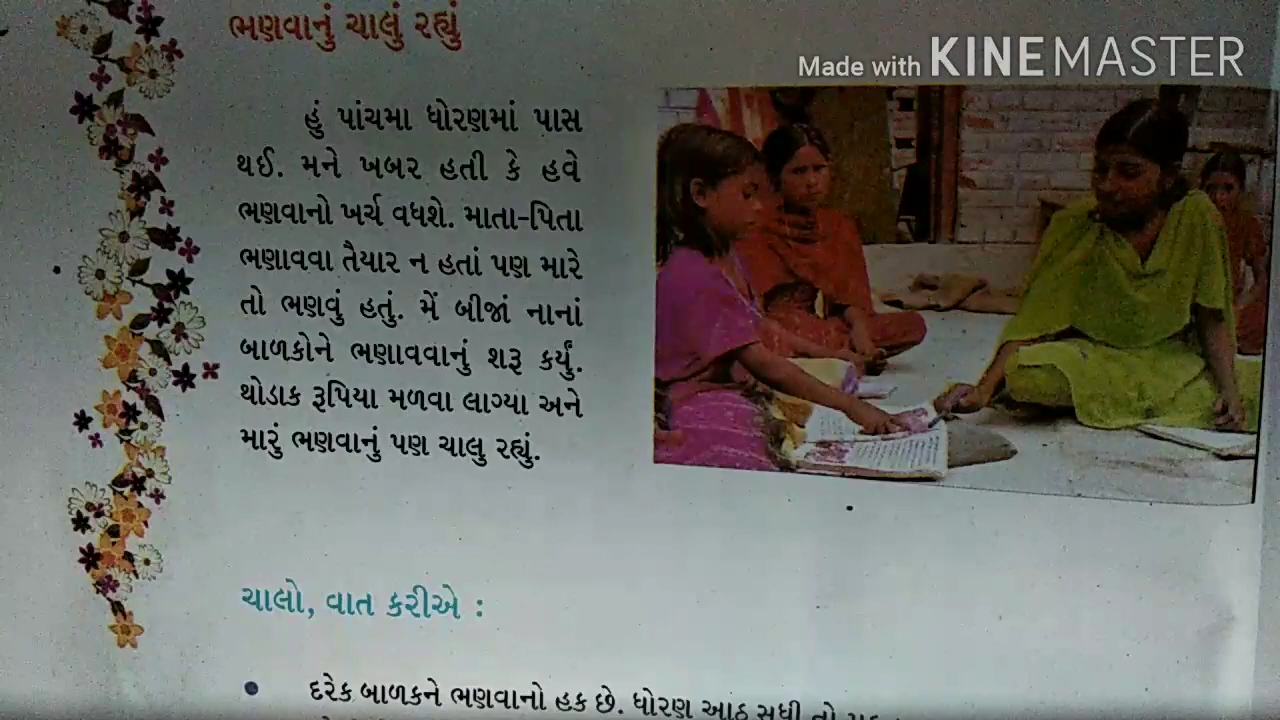 ભણવાનું ચાલું રહ્યું
Made with KINEMASTER
હું પાંચમા ધોરણમાં પાસ
થઈ. મને ખબર હતી કે હવે
ભણવાનો ખર્ચ વધશે. માતા-પિતા
ભણાવવા તૈયાર ન હતાં પણ મારે
તો ભણવું હતું. મેં બીજાં નાનાં
બાળકોને ભણાવવાનું શરૂ કર્યું.
થોડાક રૂપિયા મળવા લાગ્યા અને
મારું ભણવાનું પણ ચાલુ રહ્યું.
ચાલો, વાત કરીએ :
• દરેક બાળકને ભણવાનો હક છે. ધોરણ આઠ સુધી તો